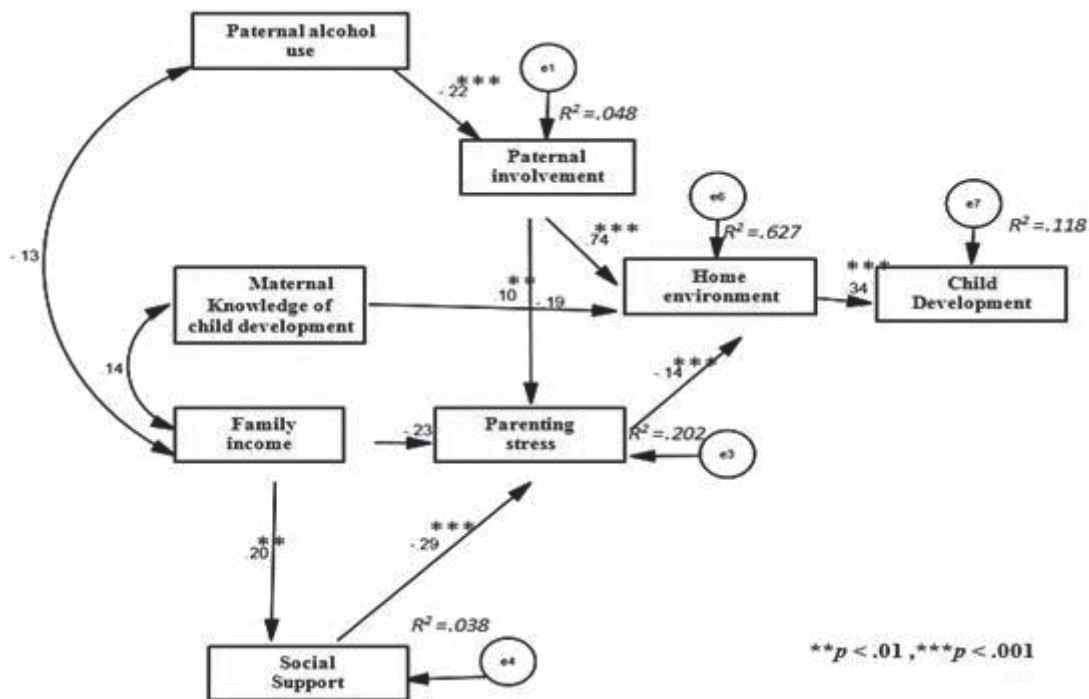 Paternal alcohol
use
e1
-.22***
R² =.048
Paternal
involvement
e6
e7
R² =.627
R² =.118
.74***
-.13
Maternal
Knowledge of
child development
.10**
-.19
Home
environment
***
.34
Child
Development
.14
-.14***
Family
income
-.23
Parenting
stress
R² =.202
e3
.20**
-.29***
R² =.038
Social
Support
e4
**p < .01 ,***p < .001